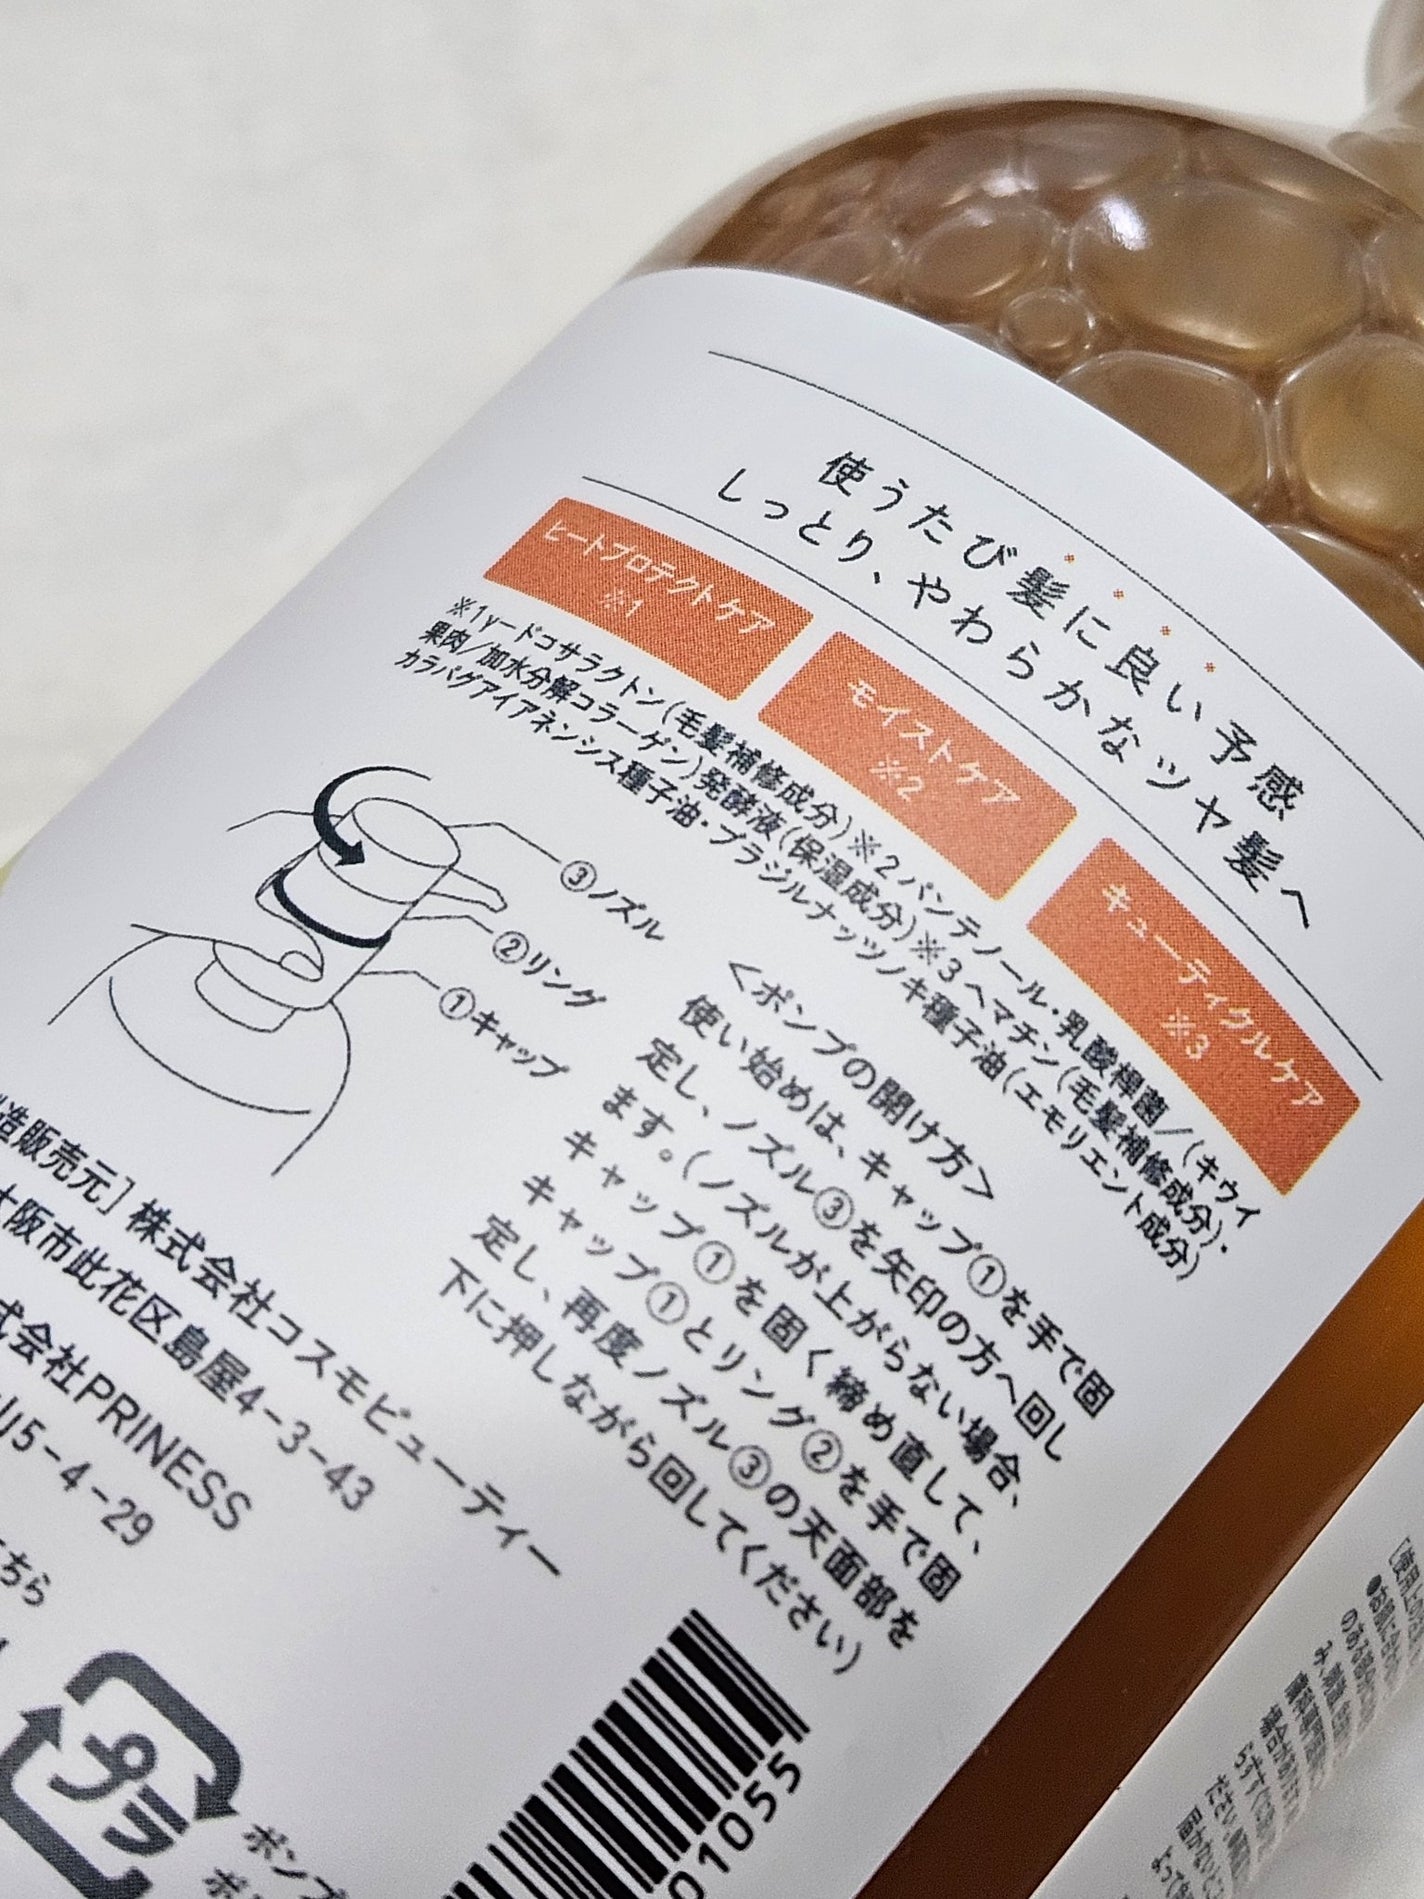 使うたび髪に良い予感
しっとり、やわらかなツヤ髪へ
ヒートプロテクトケア
※1
モイストケア
※2
キューティクルケア
※3
※1γードコサラクトン(毛髪補修成分)※2パンテノール・乳酸桿菌/(キウイ
果肉/加水分解コラーゲン)発酵液(保湿成分)※3ヘマチン(毛髪補修成分)・
カラパグアイアネンシス種子油・ブラジルナッツノキ種子油(エモリエント成分)
③ノズル
②リング
①キャップ
<ポンプの開け方>
使い始めは、キャップ①を手で固
定し、ノズル③を矢印の方へ回し
ます。(ノズルが上がらない場合、
キャップ①を固く締め直して、
キャップ①とリング②を手で固
定し、再度ノズル③の天面部を
下に押しながら回してください)
造販売元]株式会社コスモビューティー
大阪市此花区島屋4-3-43
式会社PRINESS
山5-4-29
こちら
プラ
ポンプ
91055